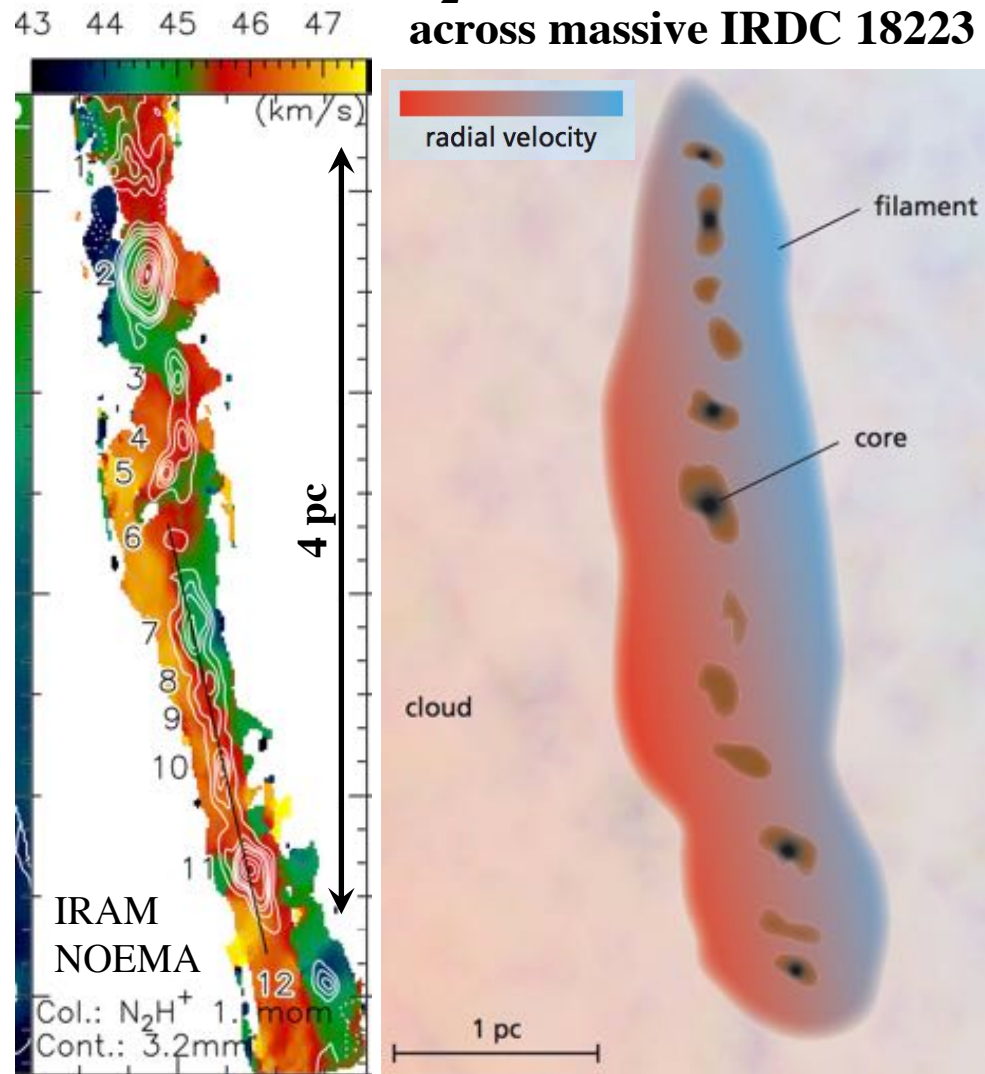 across massive IRDC 18223
43 44 45 46 47
(km/s)
1
2
3
4
5
6
7
8
9
10
11
12
4 pc
IRAM
NOEMA
Col.: N₂H⁺ 1. mom
Cont.: 3.2mm
radial velocity
filament
core
cloud
1 pc